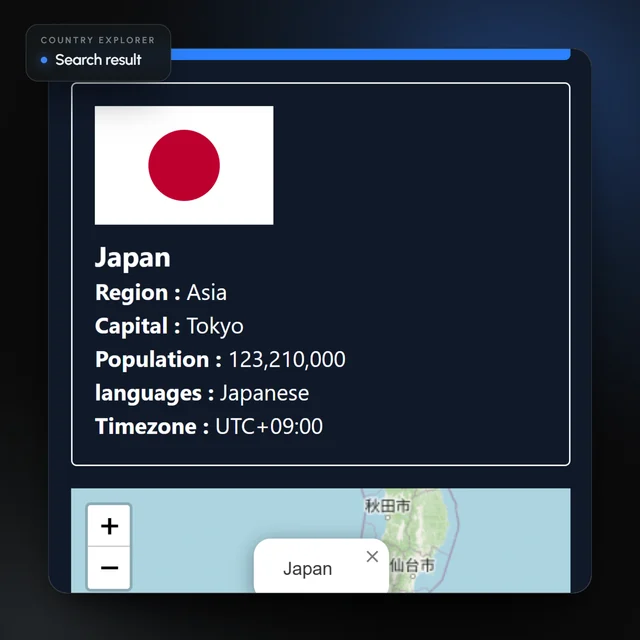 COUNTRY EXPLORER
Search result
Japan
Region : Asia
Capital : Tokyo
Population : 123,210,000
languages : Japanese
Timezone : UTC+09:00
+
−
秋田市
仙台市
Japan
×